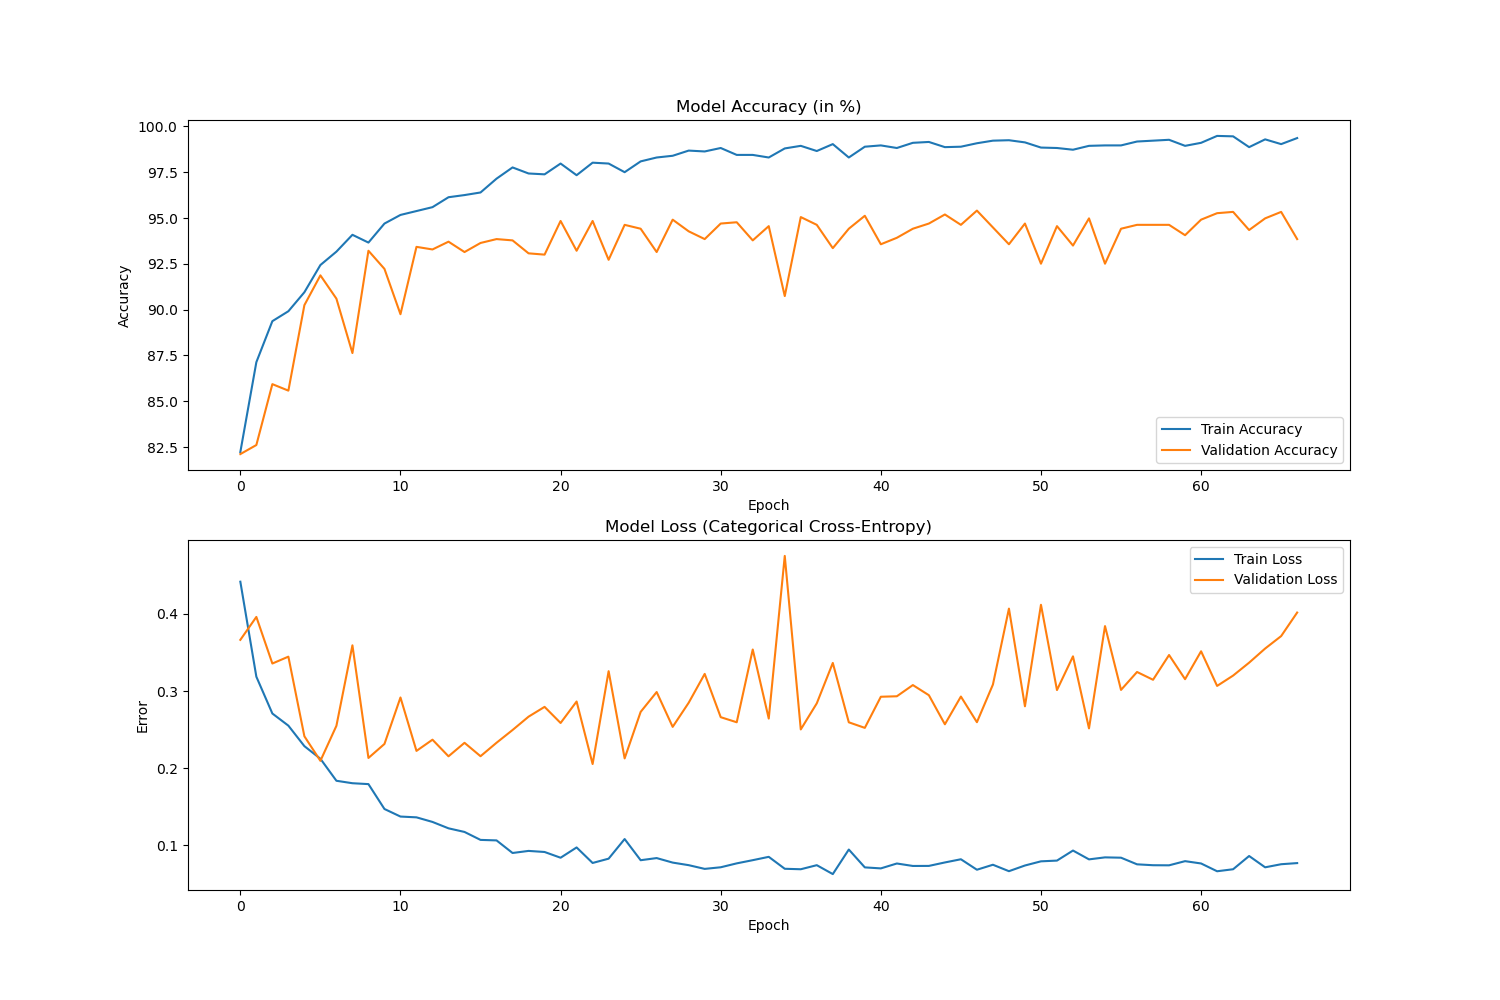 Model Accuracy (in %)
100.0
97.5
95.0
92.5
90.0
87.5
85.0
82.5
Accuracy
Train Accuracy
Validation Accuracy
0 10 20 30 40 50 60
Epoch
Model Loss (Categorical Cross-Entropy)
Train Loss
Validation Loss
0.4
0.3
0.2
0.1
Error
0 10 20 30 40 50 60
Epoch